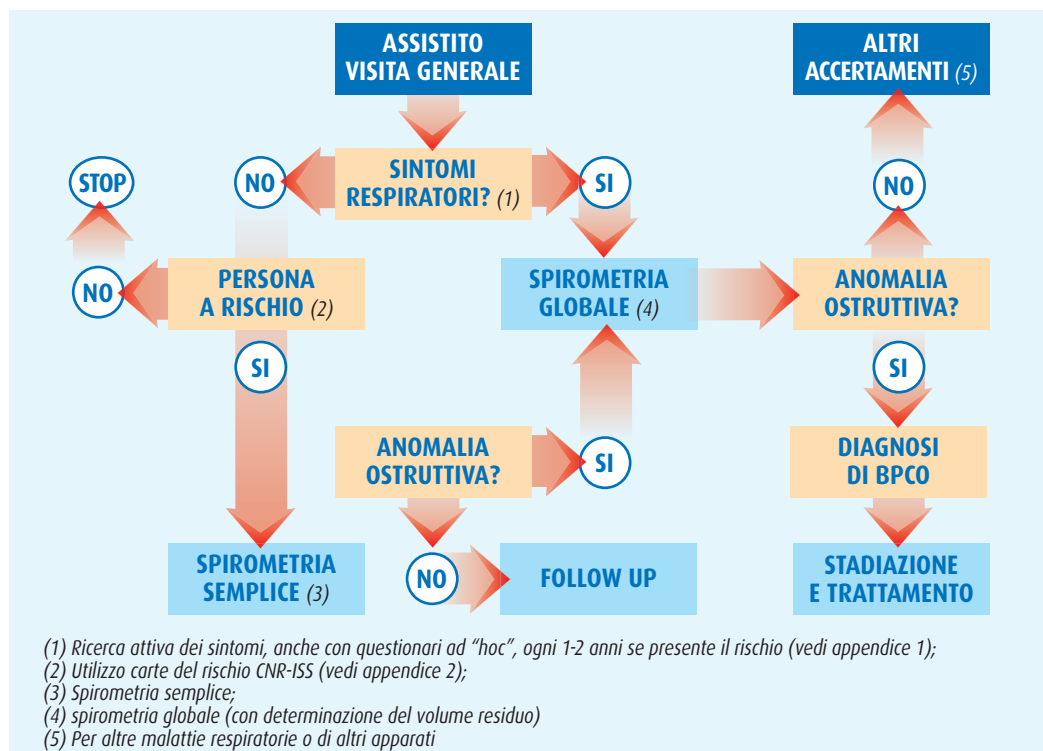 ASSISTITO
VISITA GENERALE
ALTRI
ACCERTAMENTI (5)
STOP
NO
SINTOMI
RESPIRATORI? (1)
SI
NO
NO
PERSONA
A RISCHIO (2)
SPIROMETRIA
GLOBALE (4)
ANOMALIA
OSTRUTTIVA?
SI
SI
ANOMALIA
OSTRUTTIVA?
SI
DIAGNOSI
DI BPCO
SPIROMETRIA
SEMPLICE (3)
NO
FOLLOW UP
STADIAZIONE
E TRATTAMENTO
(1) Ricerca attiva dei sintomi, anche con questionari ad “hoc”, ogni 1-2 anni se presente il rischio (vedi appendice 1);
(2) Utilizzo carte del rischio CNR-ISS (vedi appendice 2);
(3) Spirometria semplice;
(4) spirometria globale (con determinazione del volume residuo)
(5) Per altre malattie respiratorie o di altri apparati